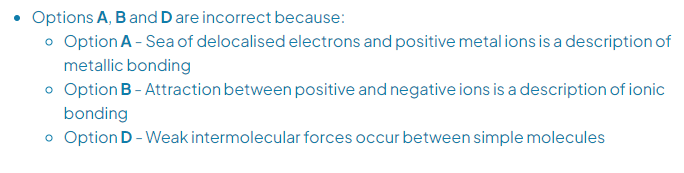 • Options A, B and D are incorrect because:
○ Option A - Sea of delocalised electrons and positive metal ions is a description of
metallic bonding
○ Option B - Attraction between positive and negative ions is a description of ionic
bonding
○ Option D - Weak intermolecular forces occur between simple molecules